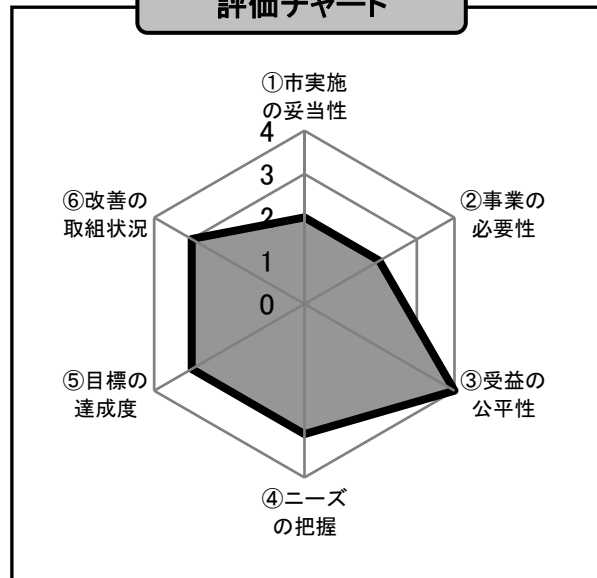 評価チャート
①市実施
の妥当性
4
3
2
1
0
②事業の
必要性
③受益の
公平性
④ニーズ
の把握
⑤目標の
達成度
⑥改善の
取組状況